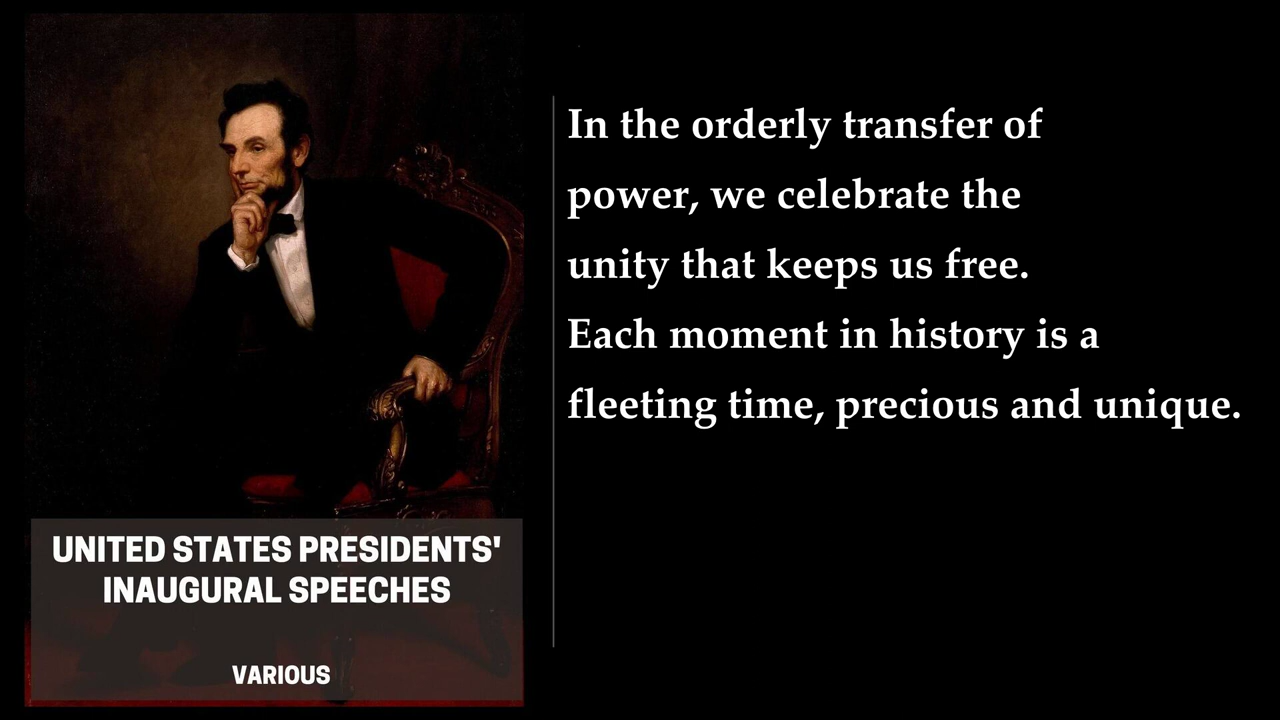 In the orderly transfer of
power, we celebrate the
unity that keeps us free.
Each moment in history is a
fleeting time, precious and unique.
UNITED STATES PRESIDENTS'
INAUGURAL SPEECHES
VARIOUS